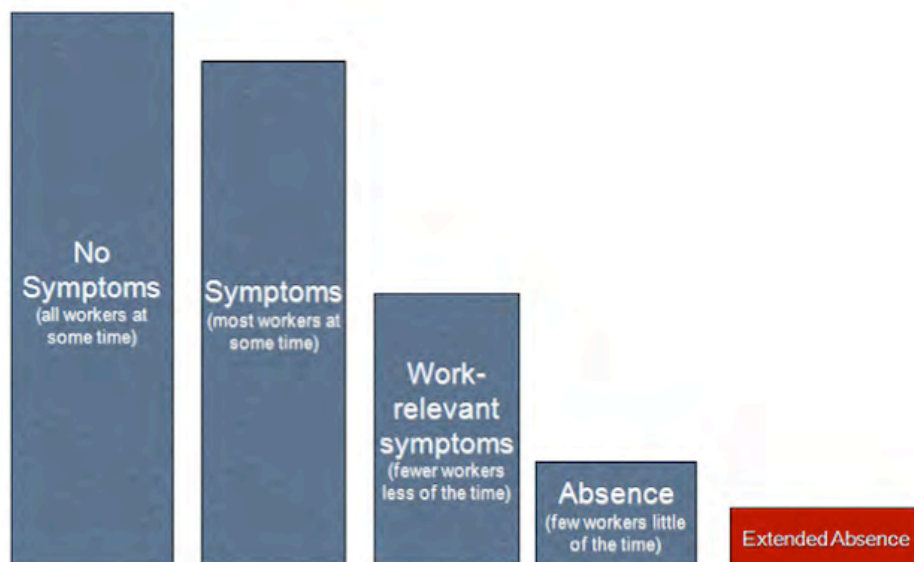 No
Symptoms
(all workers at
some time)
Symptoms
(most workers at
some time)
Work-
relevant
symptoms
(fewer workers
less of the time)
Absence
(few workers little
of the time)
Extended Absence